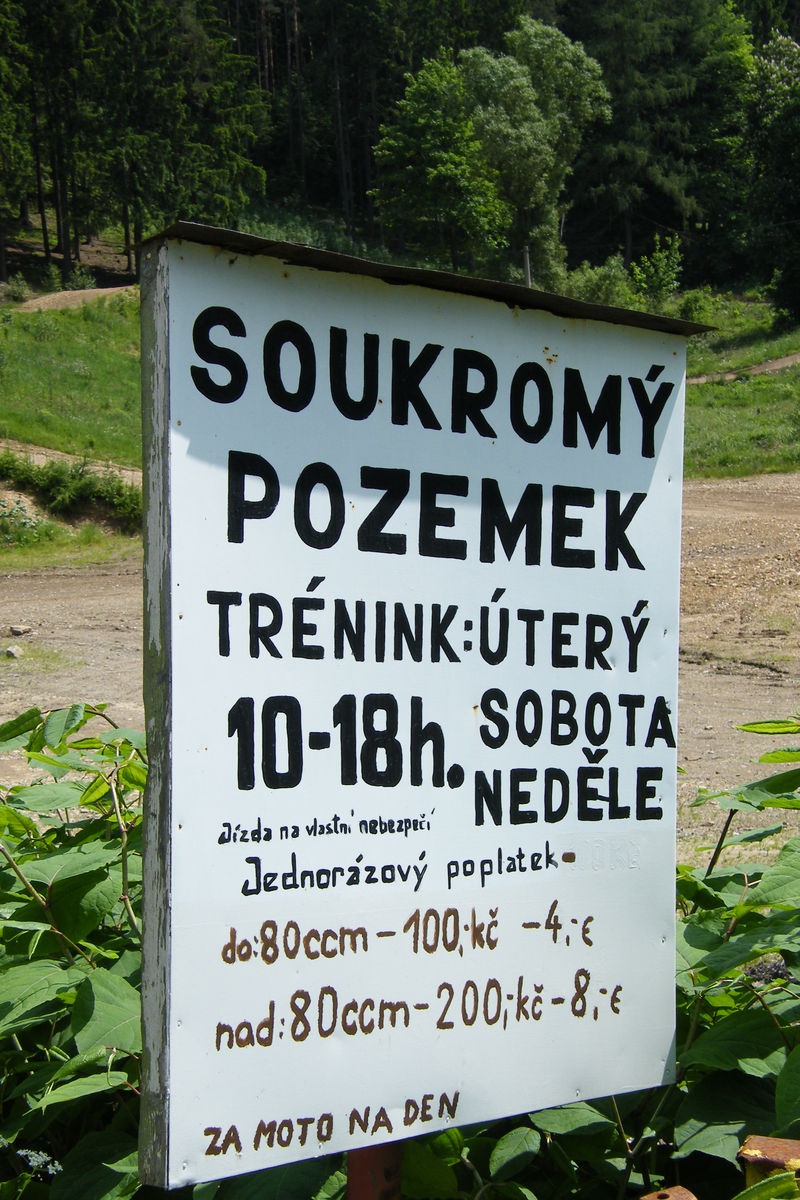 SOUKROMÝ
POZEMEK
TRÉNINK: ÚTERÝ
10-18h. SOBOTA
NEDĚLE
Jízda na vlastní nebezpečí
Jednorázový poplatek-
do: 80ccm - 100,-kč - 4,-€
nad: 80ccm - 200,-kč - 8,-€
ZA MOTO NA DEN